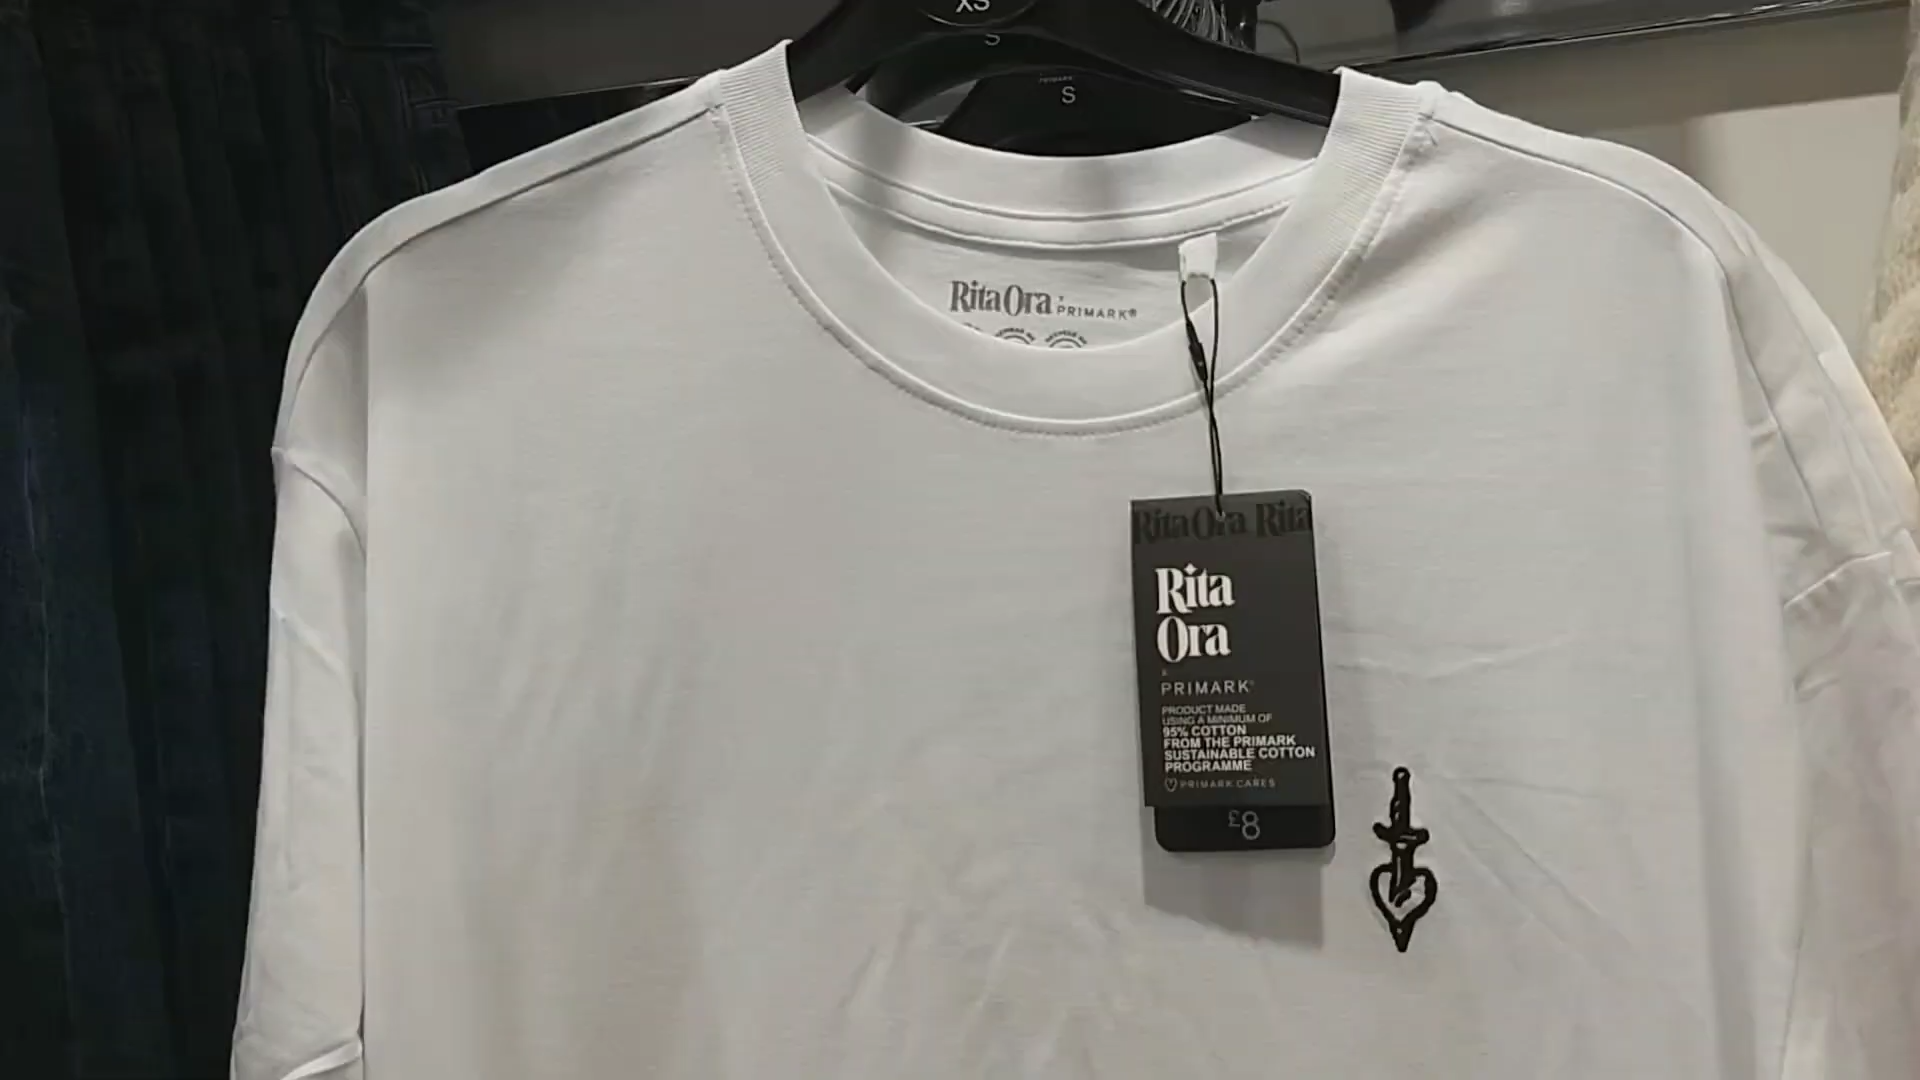 XS
S
PRIMARK
S
Rita Ora x PRIMARK®
Rita Ora Rita
Rita
Ora
x
PRIMARK®
PRODUCT MADE
USING A MINIMUM OF
95% COTTON
FROM THE PRIMARK
SUSTAINABLE COTTON
PROGRAMME
PRIMARK CARES
£8